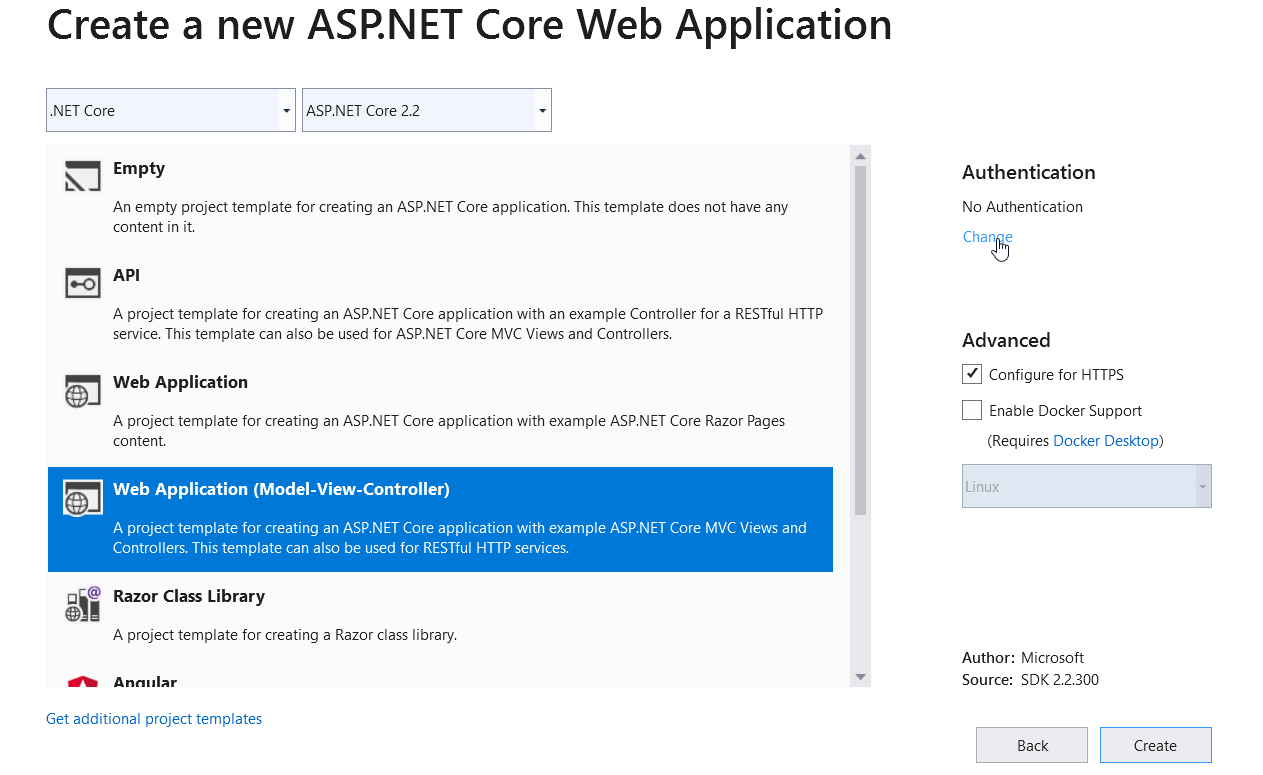 Create a new ASP.NET Core Web Application
.NET Core
ASP.NET Core 2.2
Empty
An empty project template for creating an ASP.NET Core application. This template does not have any
content in it.
API
A project template for creating an ASP.NET Core application with an example Controller for a RESTful HTTP
service. This template can also be used for ASP.NET Core MVC Views and Controllers.
Web Application
A project template for creating an ASP.NET Core application with example ASP.NET Core Razor Pages
content.
Web Application (Model-View-Controller)
A project template for creating an ASP.NET Core application with example ASP.NET Core MVC Views and
Controllers. This template can also be used for RESTful HTTP services.
Razor Class Library
A project template for creating a Razor class library.
Angular
Get additional project templates
Authentication
No Authentication
Change
Advanced
Configure for HTTPS
Enable Docker Support
(Requires Docker Desktop)
Linux
Author: Microsoft
Source: SDK 2.2.300
Back
Create